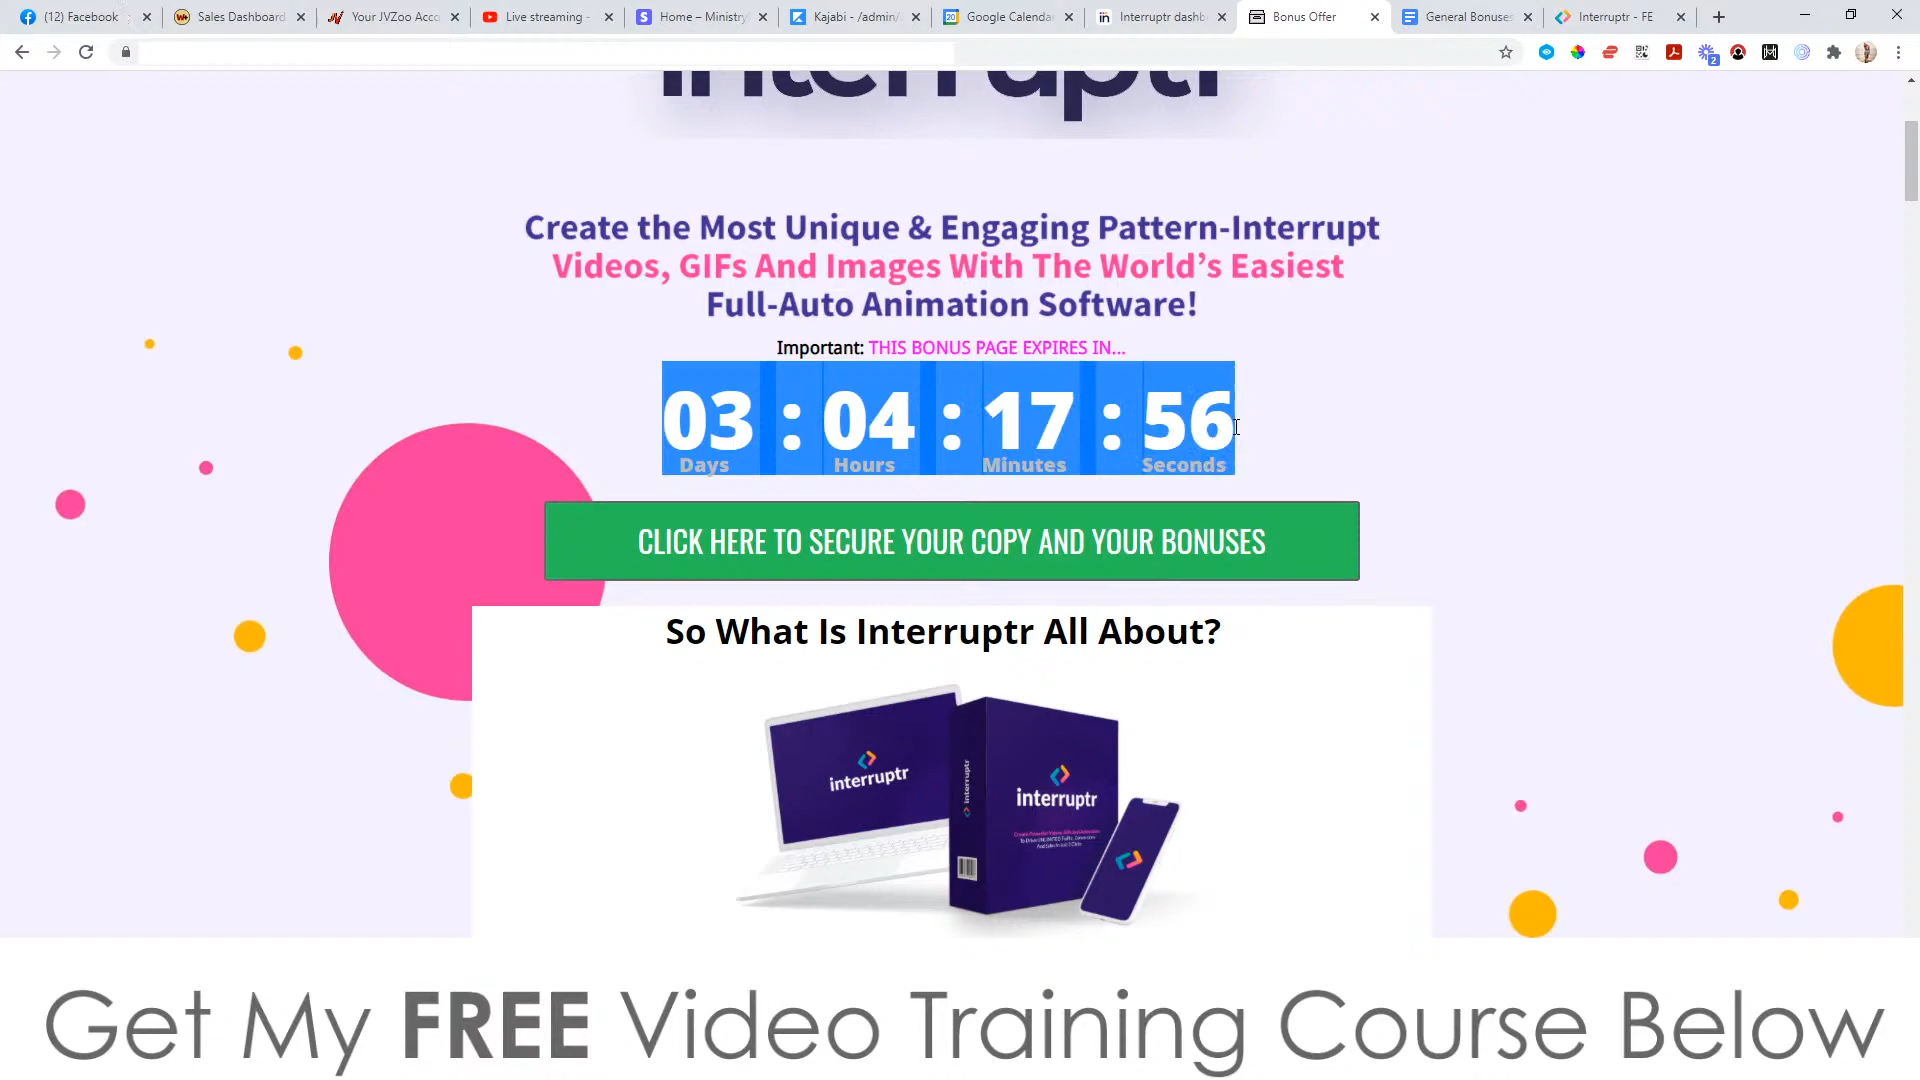 (12) Facebook
Sales Dashboard
Your JVZoo Acco
Live streaming -
Home – Ministry
Kajabi - /admin/
Google Calenda
Interruptr dashb
Bonus Offer
General Bonuses
Interruptr - FE
interruptr
Create the Most Unique & Engaging Pattern-Interrupt
Videos, GIFs And Images With The World's Easiest
Full-Auto Animation Software!
Important: THIS BONUS PAGE EXPIRES IN...
03 : 04 : 17 : 56
Days Hours Minutes Seconds
CLICK HERE TO SECURE YOUR COPY AND YOUR BONUSES
So What Is Interruptr All About?
interruptr
interruptr
interruptr
Get My FREE Video Training Course Below